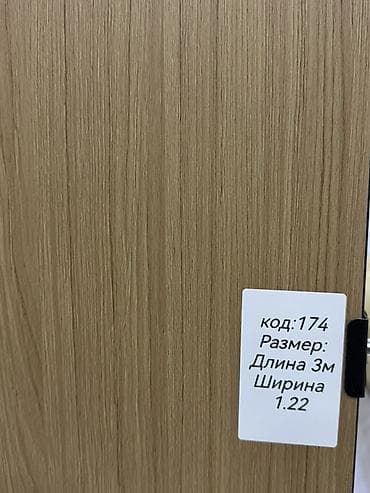 код:174
Размер:
Длина 3м
Ширина
1.22